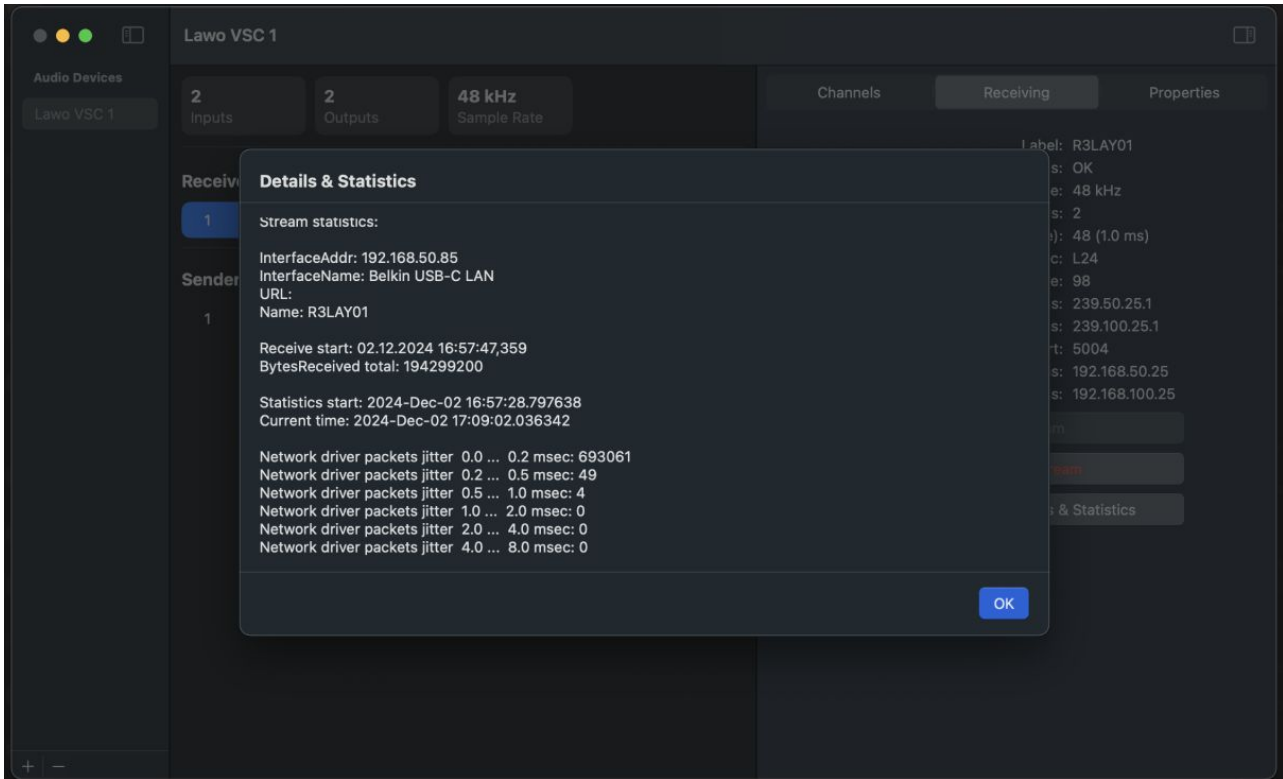 Lawo VSC 1
Audio Devices
Lawo VSC 1
2
Inputs
2
Outputs
48 kHz
Sample Rate
Receiv
1
Sender
1
Channels
Receiving
Properties
Label: R3LAY01
s: OK
e: 48 kHz
s: 2
): 48 (1.0 ms)
c: L24
e: 98
s: 239.50.25.1
s: 239.100.25.1
t: 5004
s: 192.168.50.25
s: 192.168.100.25
am
ream
s & Statistics
Details & Statistics
Stream statistics:
InterfaceAddr: 192.168.50.85
InterfaceName: Belkin USB-C LAN
URL:
Name: R3LAY01
Receive start: 02.12.2024 16:57:47,359
BytesReceived total: 194299200
Statistics start: 2024-Dec-02 16:57:28.797638
Current time: 2024-Dec-02 17:09:02.036342
Network driver packets jitter 0.0 ... 0.2 msec: 693061
Network driver packets jitter 0.2 ... 0.5 msec: 49
Network driver packets jitter 0.5 ... 1.0 msec: 4
Network driver packets jitter 1.0 ... 2.0 msec: 0
Network driver packets jitter 2.0 ... 4.0 msec: 0
Network driver packets jitter 4.0 ... 8.0 msec: 0
OK